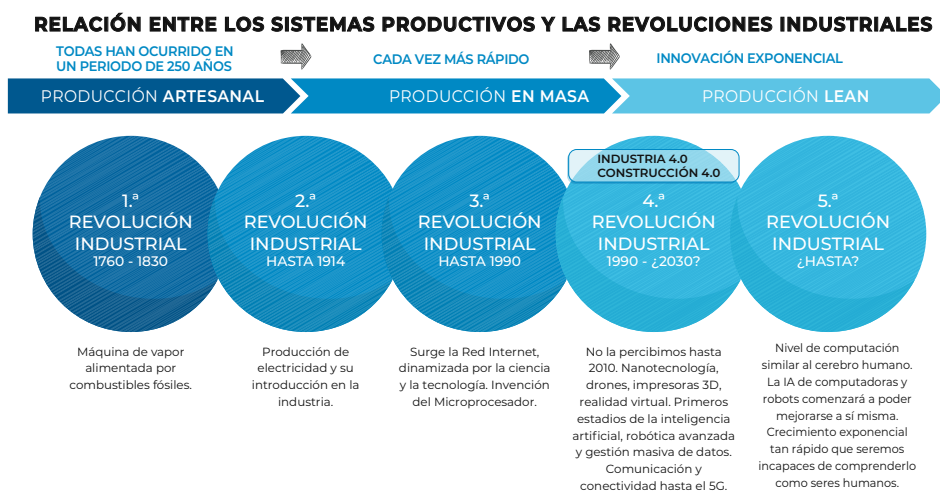 RELACIÓN ENTRE LOS SISTEMAS PRODUCTIVOS Y LAS REVOLUCIONES INDUSTRIALES
TODAS HAN OCURRIDO EN
UN PERIODO DE 250 AÑOS
CADA VEZ MÁS RÁPIDO
INNOVACIÓN EXPONENCIAL
PRODUCCIÓN ARTESANAL
PRODUCCIÓN EN MASA
PRODUCCIÓN LEAN
1.ª
REVOLUCIÓN
INDUSTRIAL
1760 - 1830
Máquina de vapor
alimentada por
combustibles fósiles.
2.ª
REVOLUCIÓN
INDUSTRIAL
HASTA 1914
Producción de
electricidad y su
introducción en la
industria.
3.ª
REVOLUCIÓN
INDUSTRIAL
HASTA 1990
Surge la Red Internet,
dinamizada por la ciencia
y la tecnología. Invención
del Microprocesador.
INDUSTRIA 4.0
CONSTRUCCIÓN 4.0
4.ª
REVOLUCIÓN
INDUSTRIAL
1990 - ¿2030?
No la percibimos hasta
2010. Nanotecnología,
drones, impresoras 3D,
realidad virtual. Primeros
estadios de la inteligencia
artificial, robótica avanzada
y gestión masiva de datos.
Comunicación y
conectividad hasta el 5G.
5.ª
REVOLUCIÓN
INDUSTRIAL
¿HASTA?
Nivel de computación
similar al cerebro humano.
La IA de computadoras y
robots comenzará a poder
mejorarse a sí misma.
Crecimiento exponencial
tan rápido que seremos
incapaces de comprenderlo
como seres humanos.